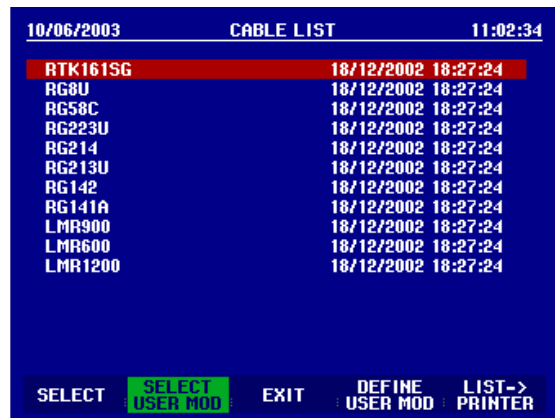 10/06/2003 CABLE LIST 11:02:34
RTK161SG 18/12/2002 18:27:24
RG8U 18/12/2002 18:27:24
RG58C 18/12/2002 18:27:24
RG223U 18/12/2002 18:27:24
RG214 18/12/2002 18:27:24
RG213U 18/12/2002 18:27:24
RG142 18/12/2002 18:27:24
RG141A 18/12/2002 18:27:24
LMR900 18/12/2002 18:27:24
LMR600 18/12/2002 18:27:24
LMR1200 18/12/2002 18:27:24
SELECT SELECT USER MOD EXIT DEFINE USER MOD LIST-> PRINTER